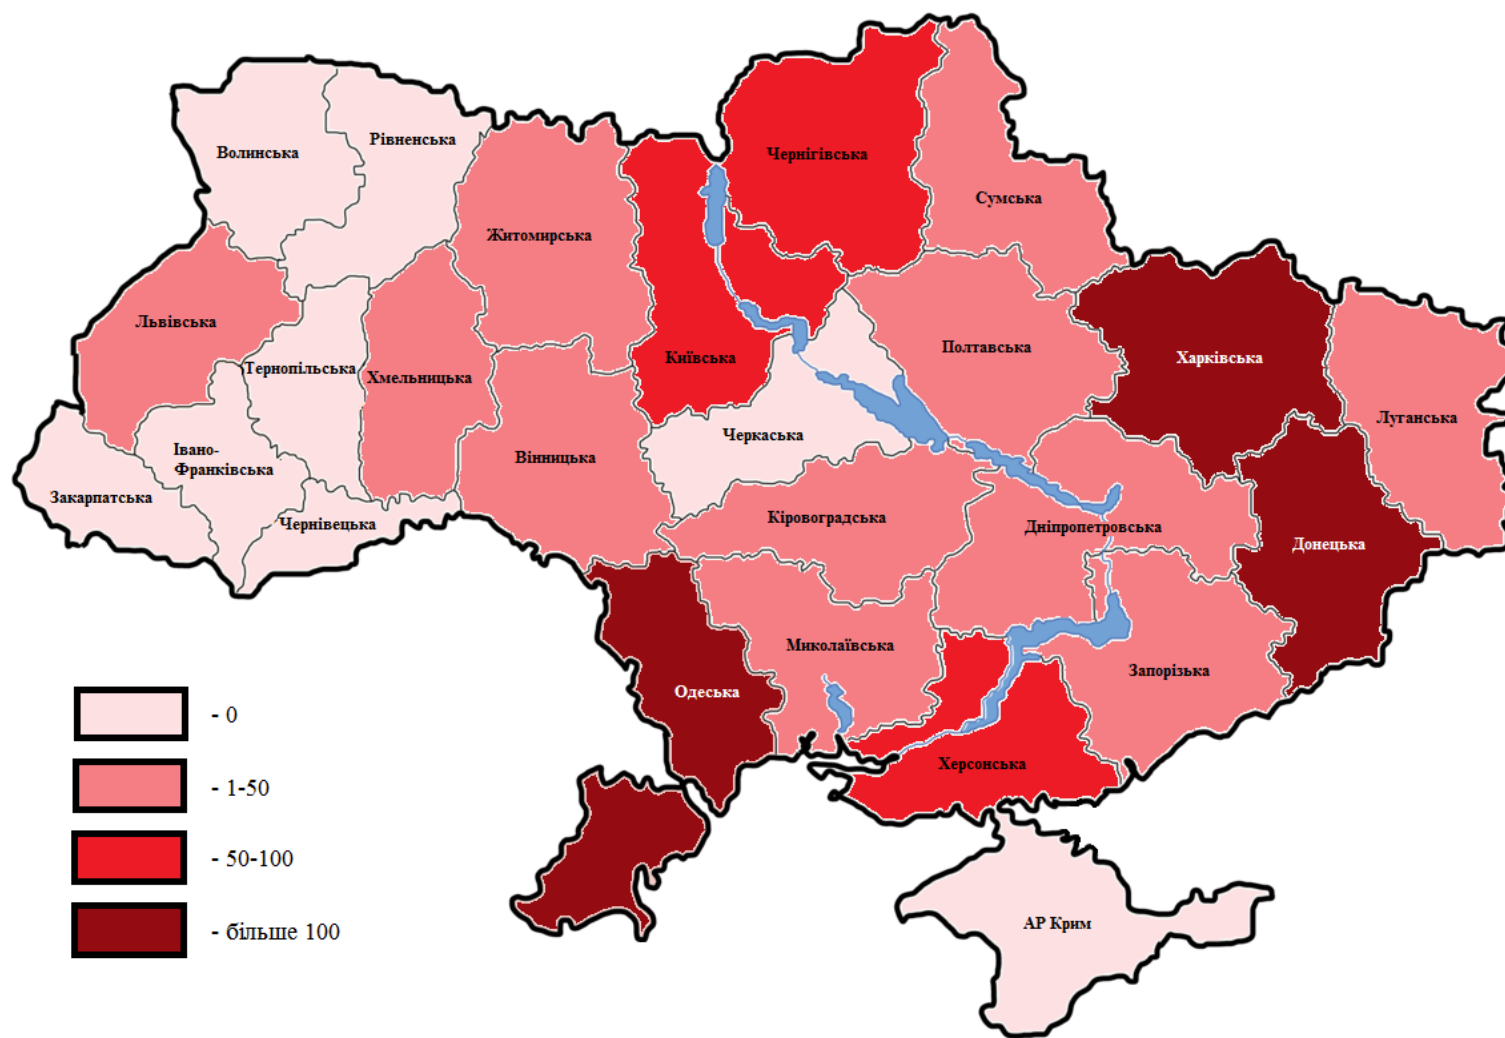 Волинська
Рівненська
Чернігівська
Сумська
Житомирська
Львівська
Тернопільська
Хмельницька
Київська
Полтавська
Харківська
Луганська
Черкаська
Вінницька
Івано-
Франківська
Закарпатська
Чернівецька
Кіровоградська
Дніпропетровська
Донецька
Миколаївська
Запорізька
Одеська
Херсонська
АР Крим
- 0
- 1-50
- 50-100
- більше 100